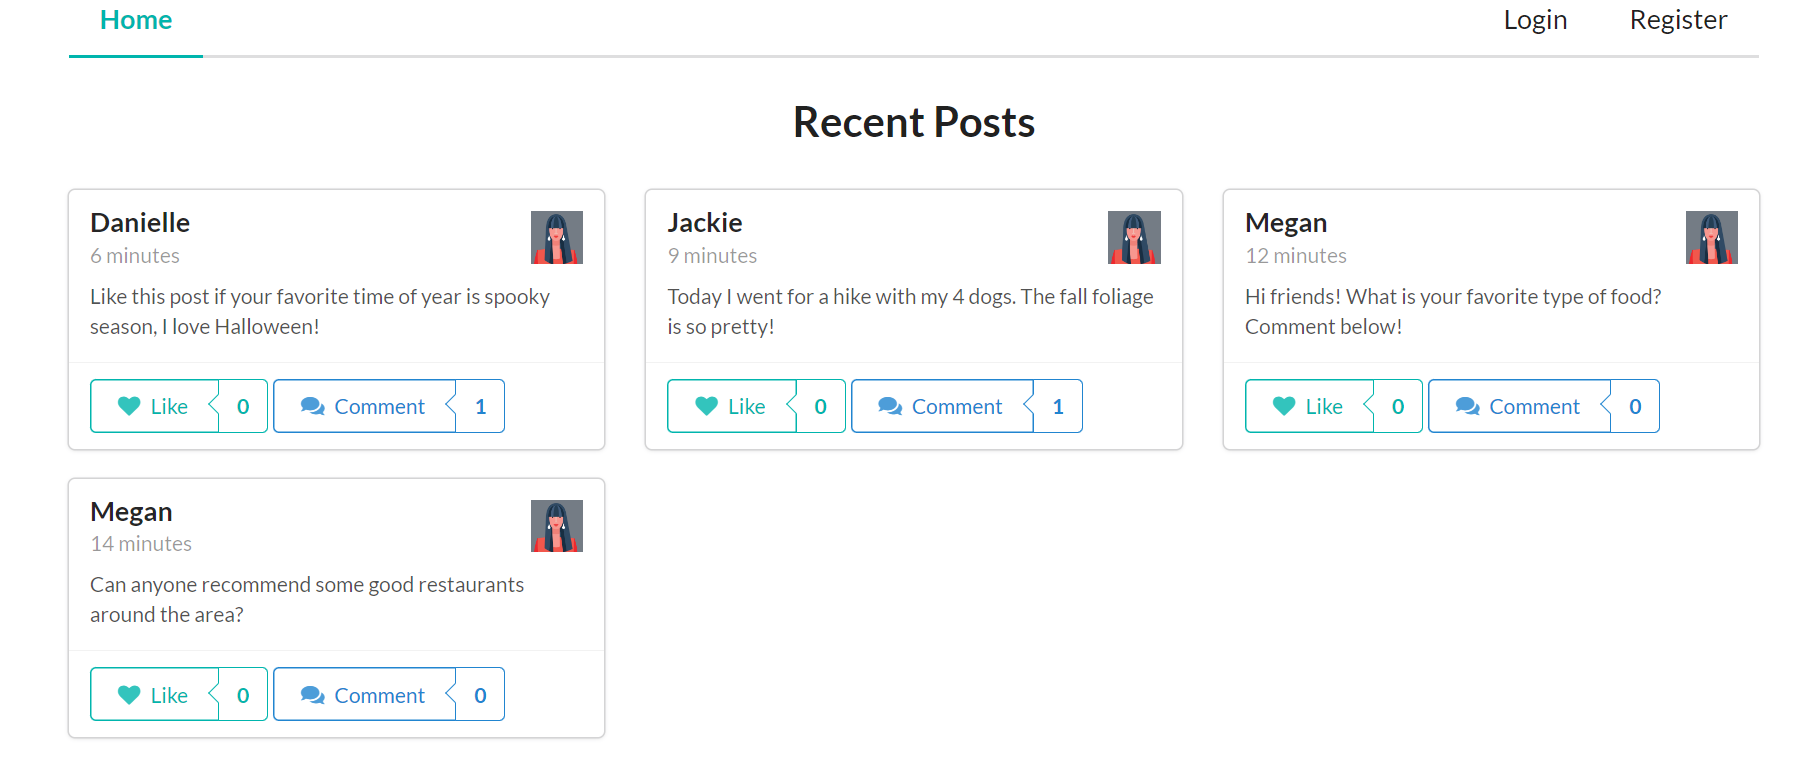 Home
Login
Register
Recent Posts
Danielle
6 minutes
Like this post if your favorite time of year is spooky
season, I love Halloween!
Like
0
Comment
1
Jackie
9 minutes
Today I went for a hike with my 4 dogs. The fall foliage
is so pretty!
Like
0
Comment
1
Megan
12 minutes
Hi friends! What is your favorite type of food?
Comment below!
Like
0
Comment
0
Megan
14 minutes
Can anyone recommend some good restaurants
around the area?
Like
0
Comment
0